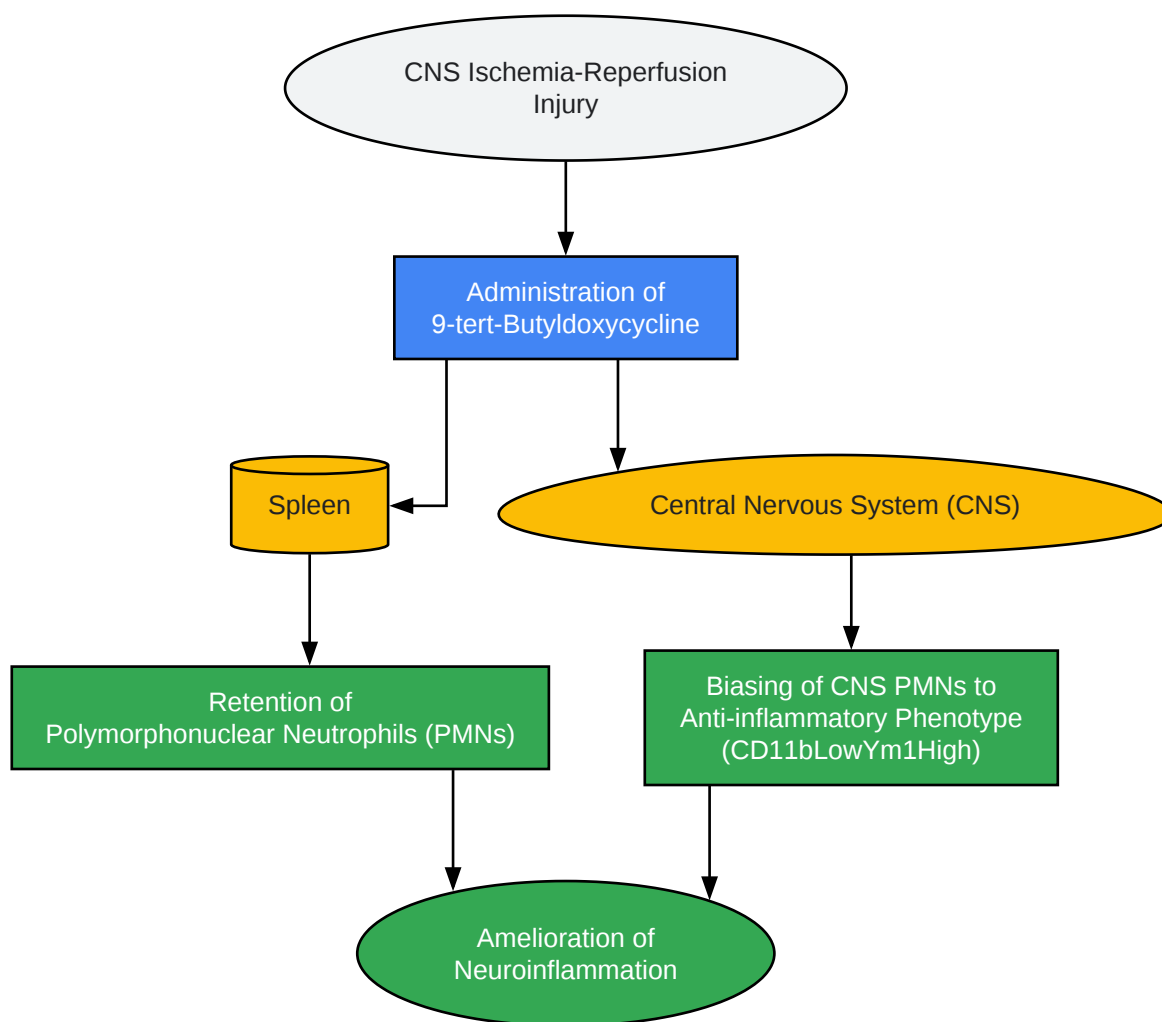 CNS Ischemia-Reperfusion
Injury
Administration of
9-tert-Butyldoxycycline
Spleen
Central Nervous System (CNS)
Retention of
Polymorphonuclear Neutrophils (PMNs)
Biasing of CNS PMNs to
Anti-inflammatory Phenotype
(CD11bLowYm1High)
Amelioration of
Neuroinflammation